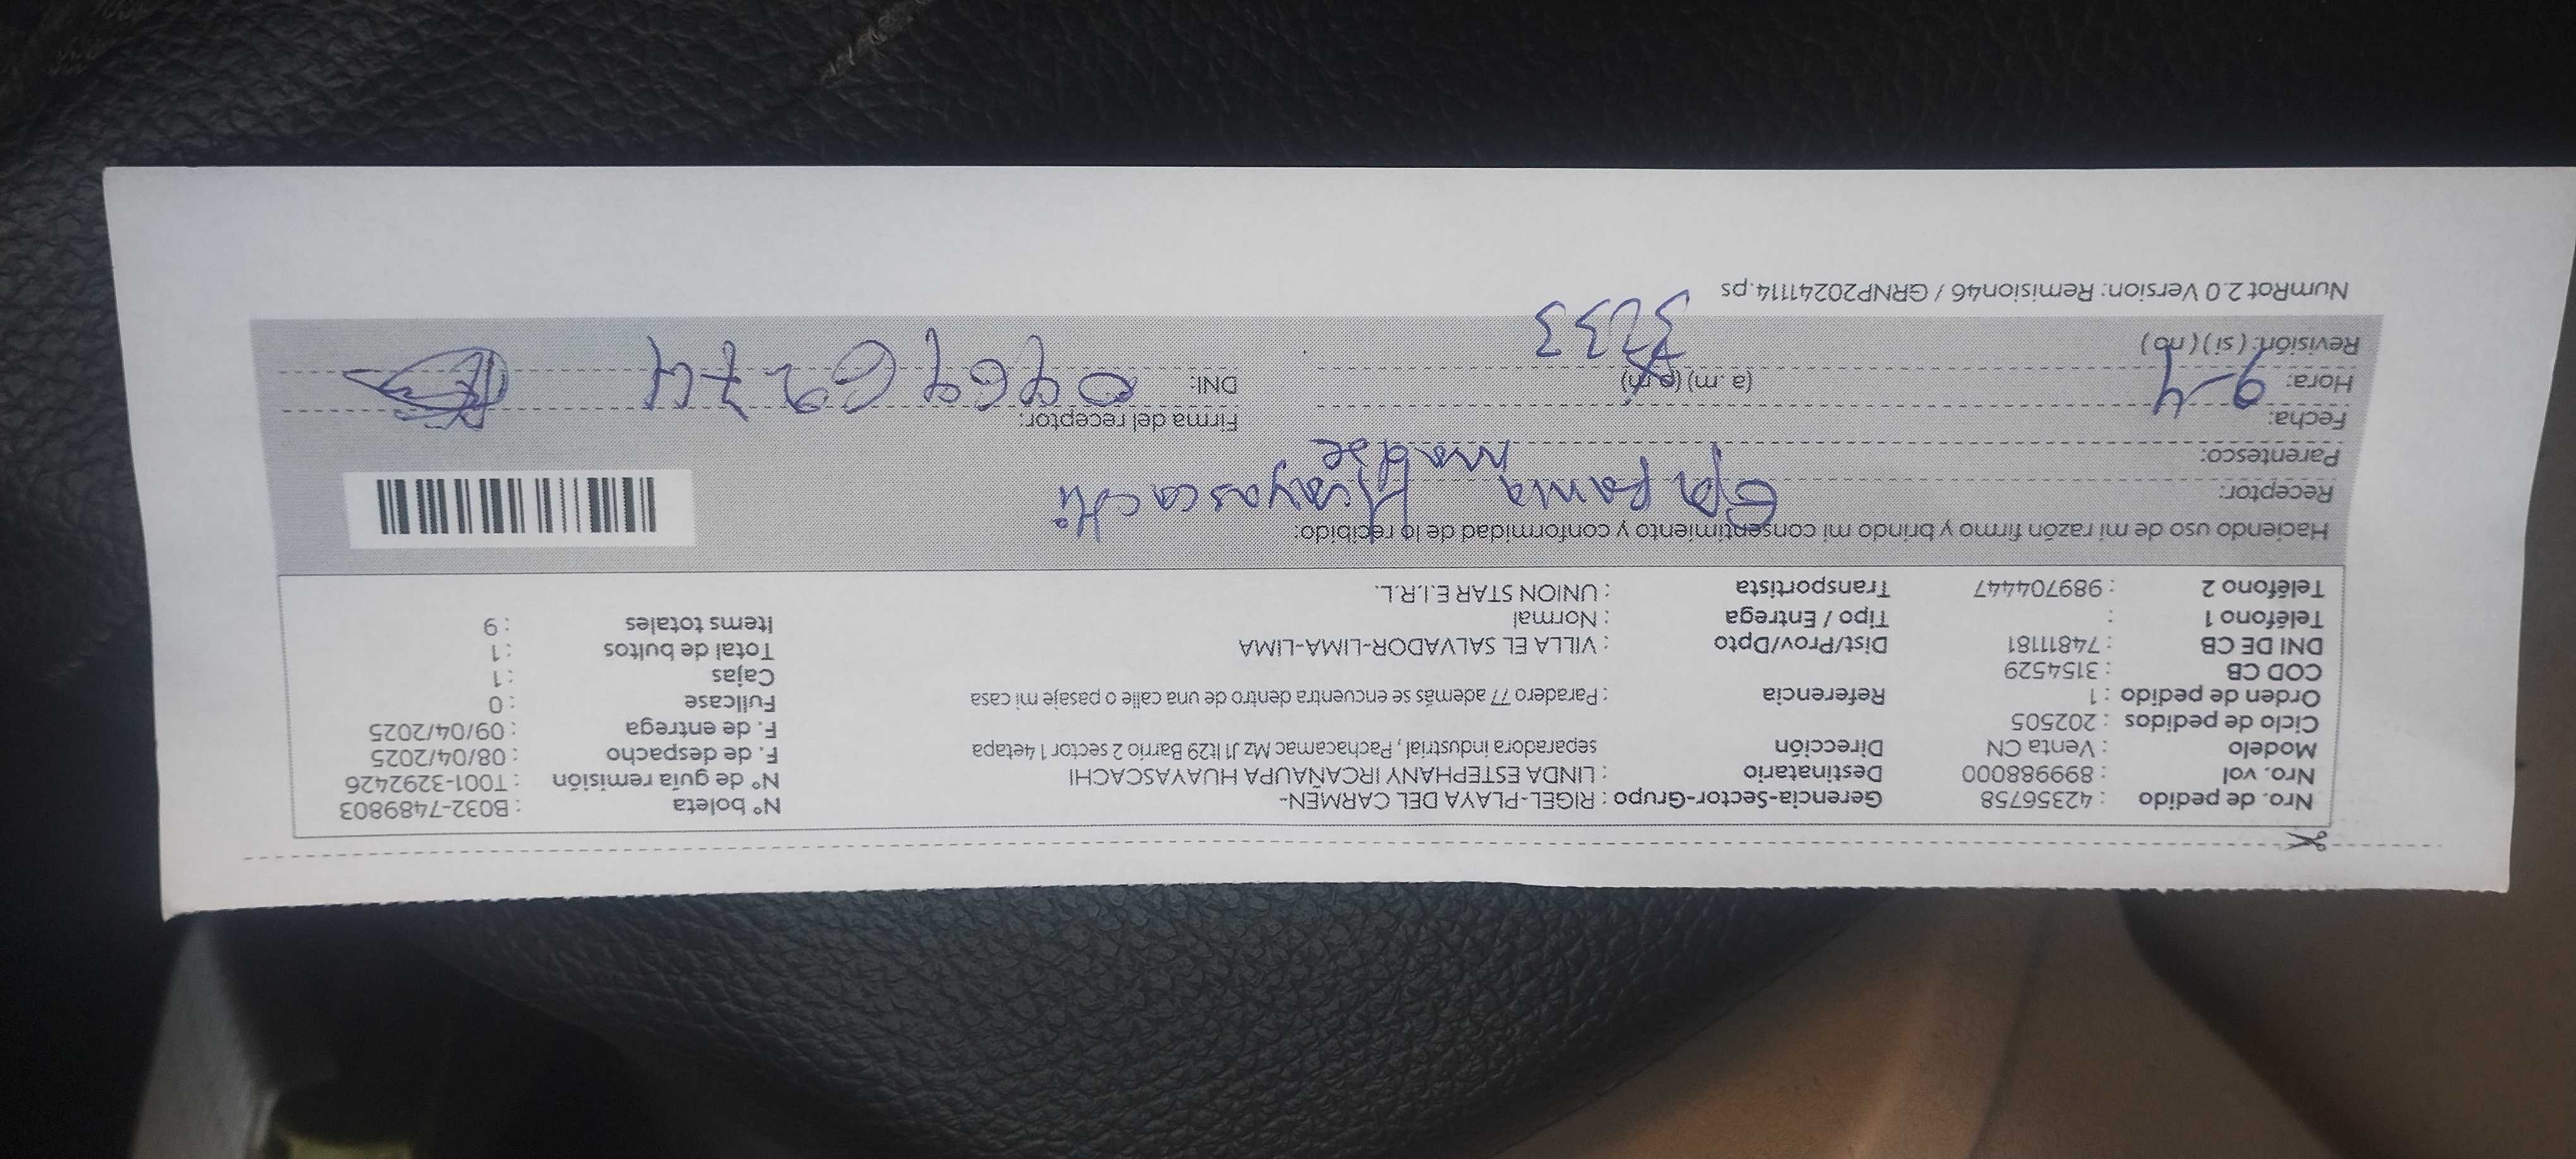 Nro. de pedido : 42356758 Gerencia-Sector-Grupo : RIGEL-PLAYA DEL CARMEN- N° boleta : B032-7489803
Nro. vol : 899988000 Destinatario : LINDA ESTEPHANY IRCAÑAUPA HUAYASCACHI N° de guía remisión : T001-3292426
Modelo : Venta CN Dirección separadora industrial , Pachacamac Mz J1 lt29 Barrio 2 sector 1 4etapa F. de despacho : 08/04/2025
Ciclo de pedidos : 202505 F. de entrega : 09/04/2025
Orden de pedido : 1 Referencia : Paradero 77 además se encuentra dentro de una calle o pasaje mi casa Fullcase : 0
COD CB : 3154529 Cajas : 1
DNI DE CB : 74811181 Dist/Prov/Dpto : VILLA EL SALVADOR-LIMA-LIMA Total de bultos : 1
Teléfono 1 : Tipo / Entrega : Normal Items totales : 9
Teléfono 2 : 989704447 Transportista : UNION STAR E.I.R.L.
Haciendo uso de mi razón firmo y brindo mi consentimiento y conformidad de lo recibido:
Receptor: Huayascachi
Parentesco: madre
Fecha: 9-4 Firma del receptor:
Hora: (a. m) (p. m) DNI:
Revisión: ( si ) ( no )
NumRot 2.0 Version: Remision46 / GRNP20241114.ps